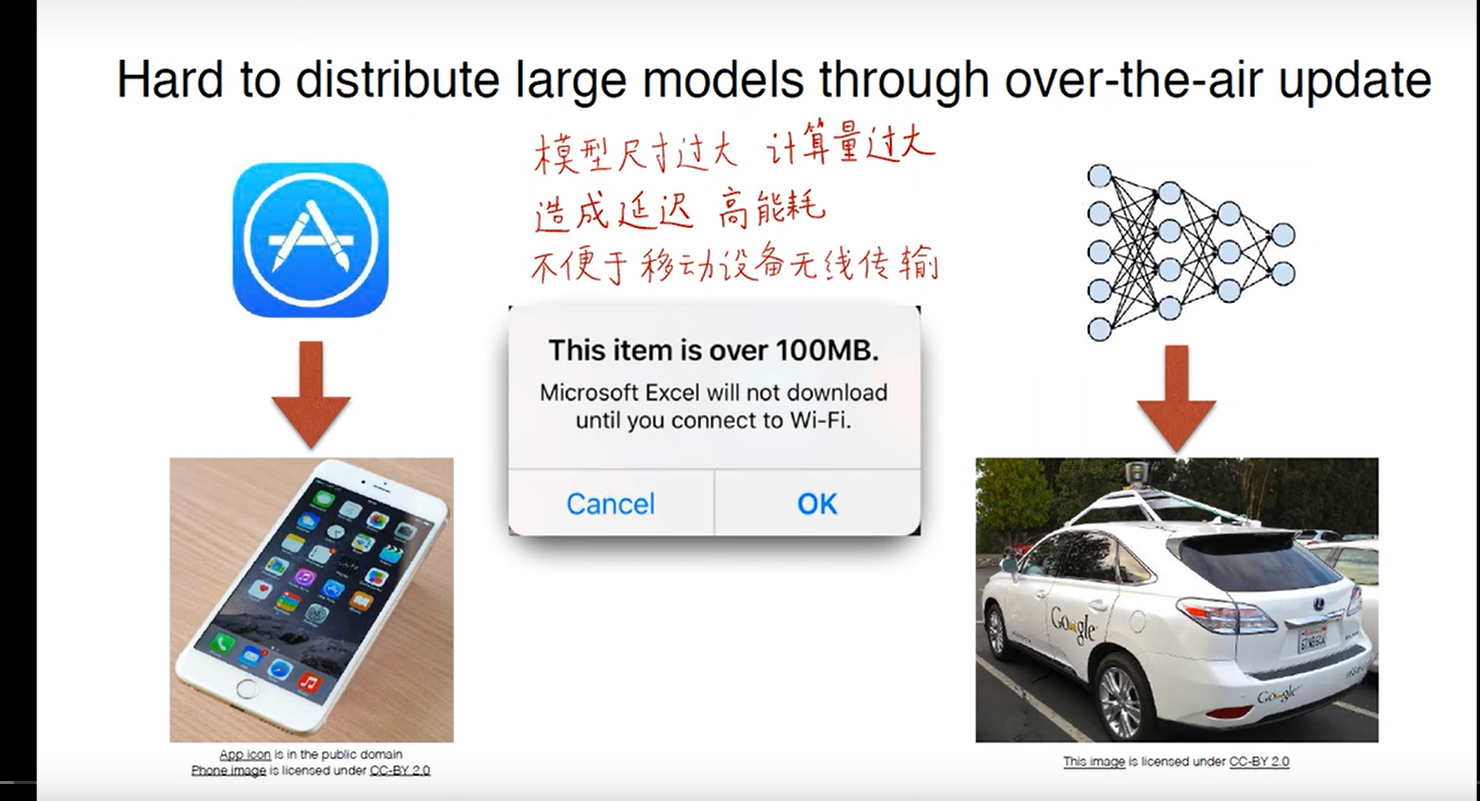 Hard to distribute large models through over-the-air update
模型尺寸过大 计算量过大
造成延迟 高能耗
不便于移动设备无线传输
This item is over 100MB.
Microsoft Excel will not download
until you connect to Wi-Fi.
Cancel
OK
Google
Google
App icon is in the public domain
Phone image is licensed under CC-BY 2.0
This image is licensed under CC-BY 2.0